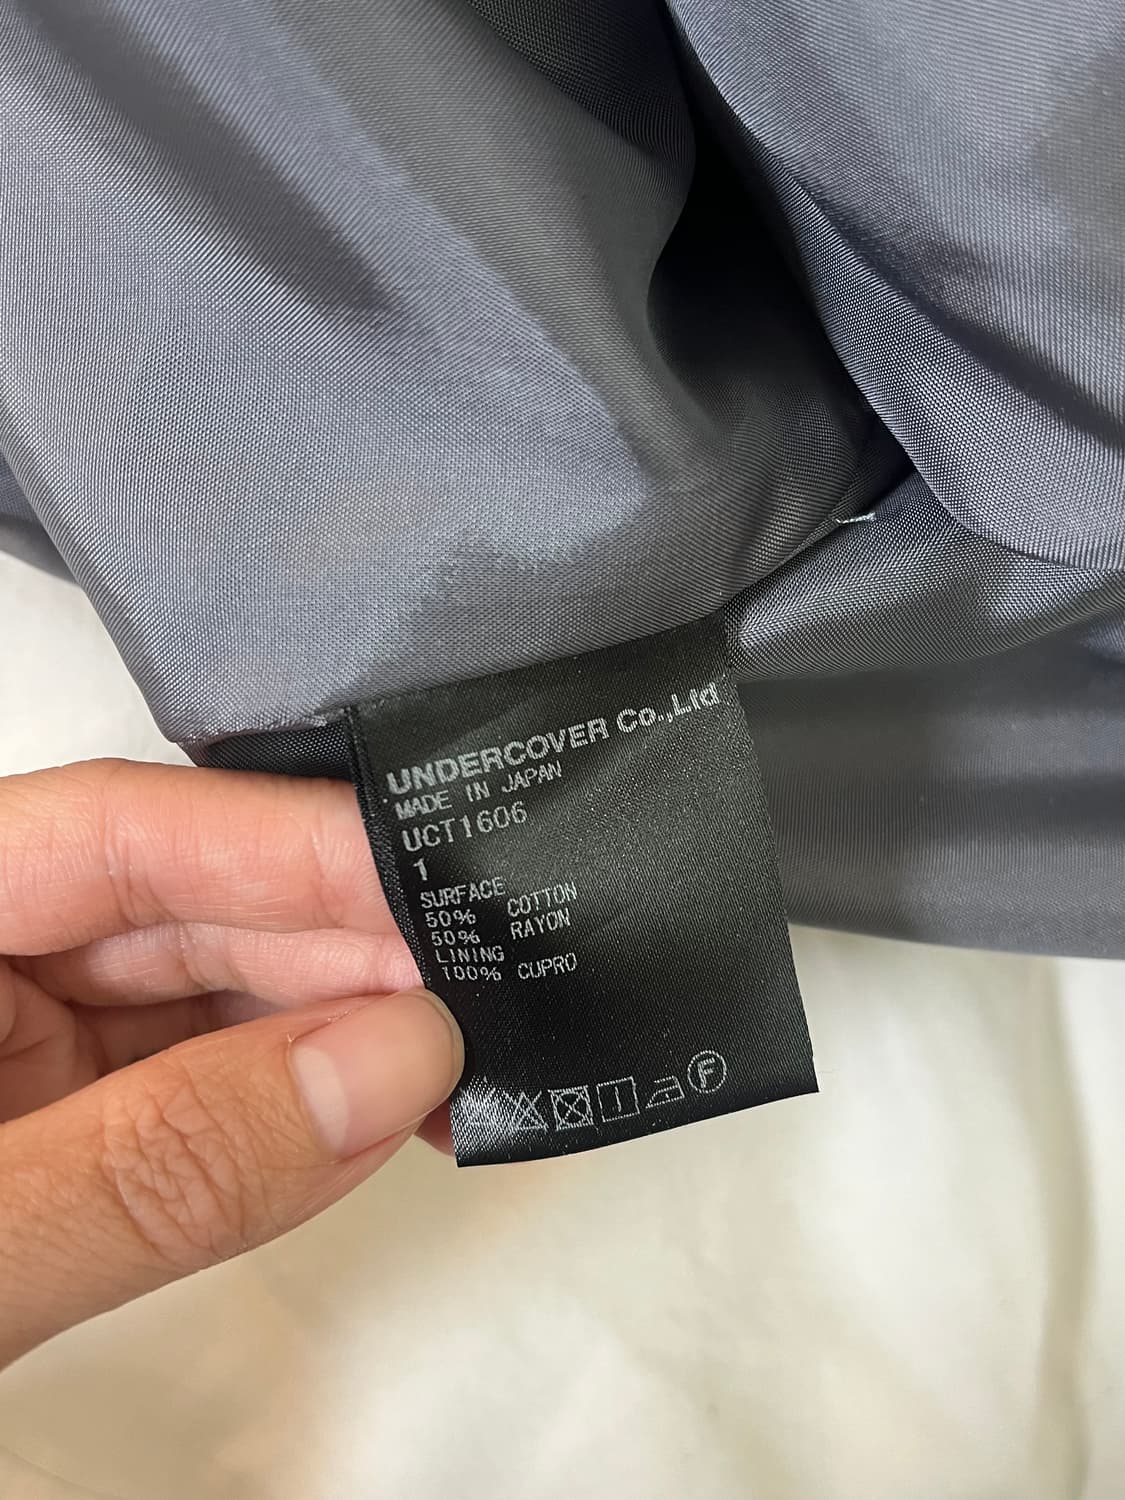 UNDERCOVER Co.,Ltd
MADE IN JAPAN
UCT1606
1
SURFACE
50% COTTON
50% RAYON
LINING
100% CUPRO
F